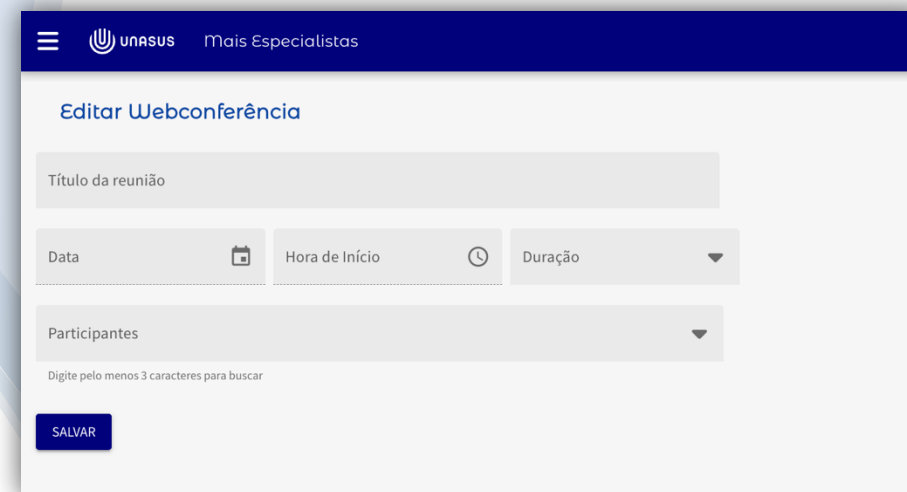 UNASUS Mais Especialistas
Editar Webconferência
Título da reunião
Data Hora de Início Duração
Participantes
Digite pelo menos 3 caracteres para buscar
SALVAR